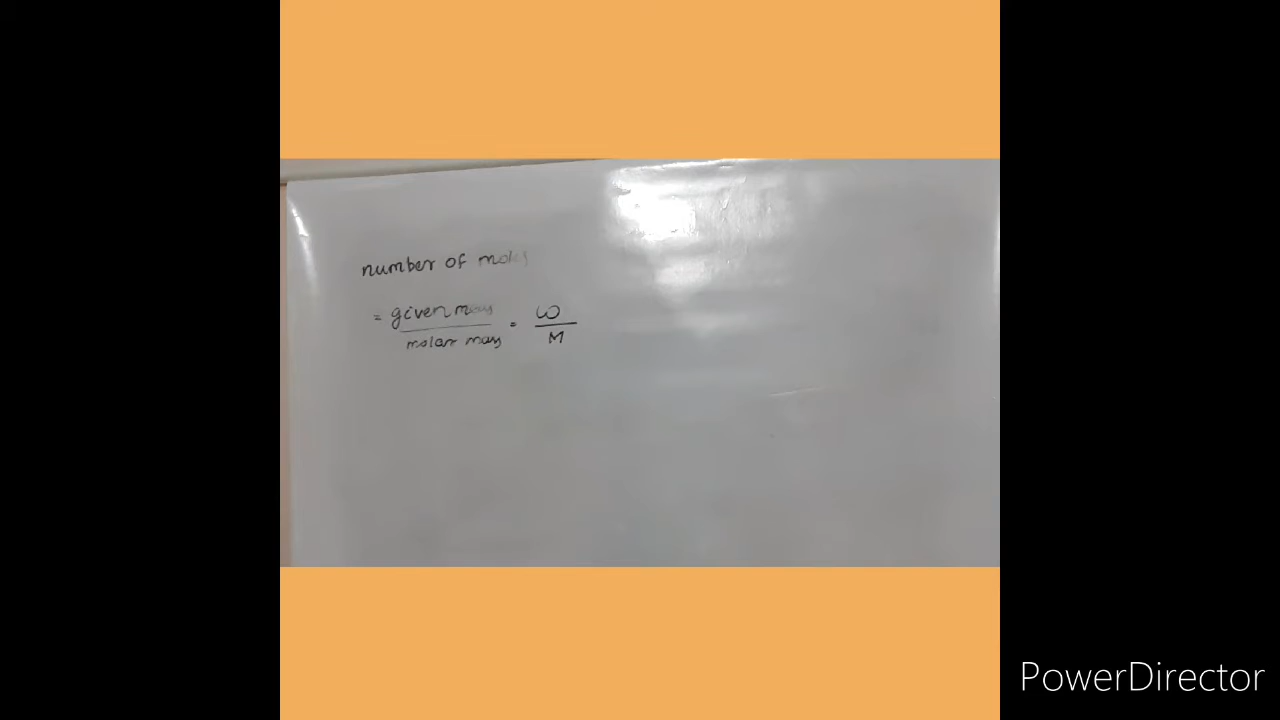 number of moles
= given mass / molar mass = ω / M
PowerDirector